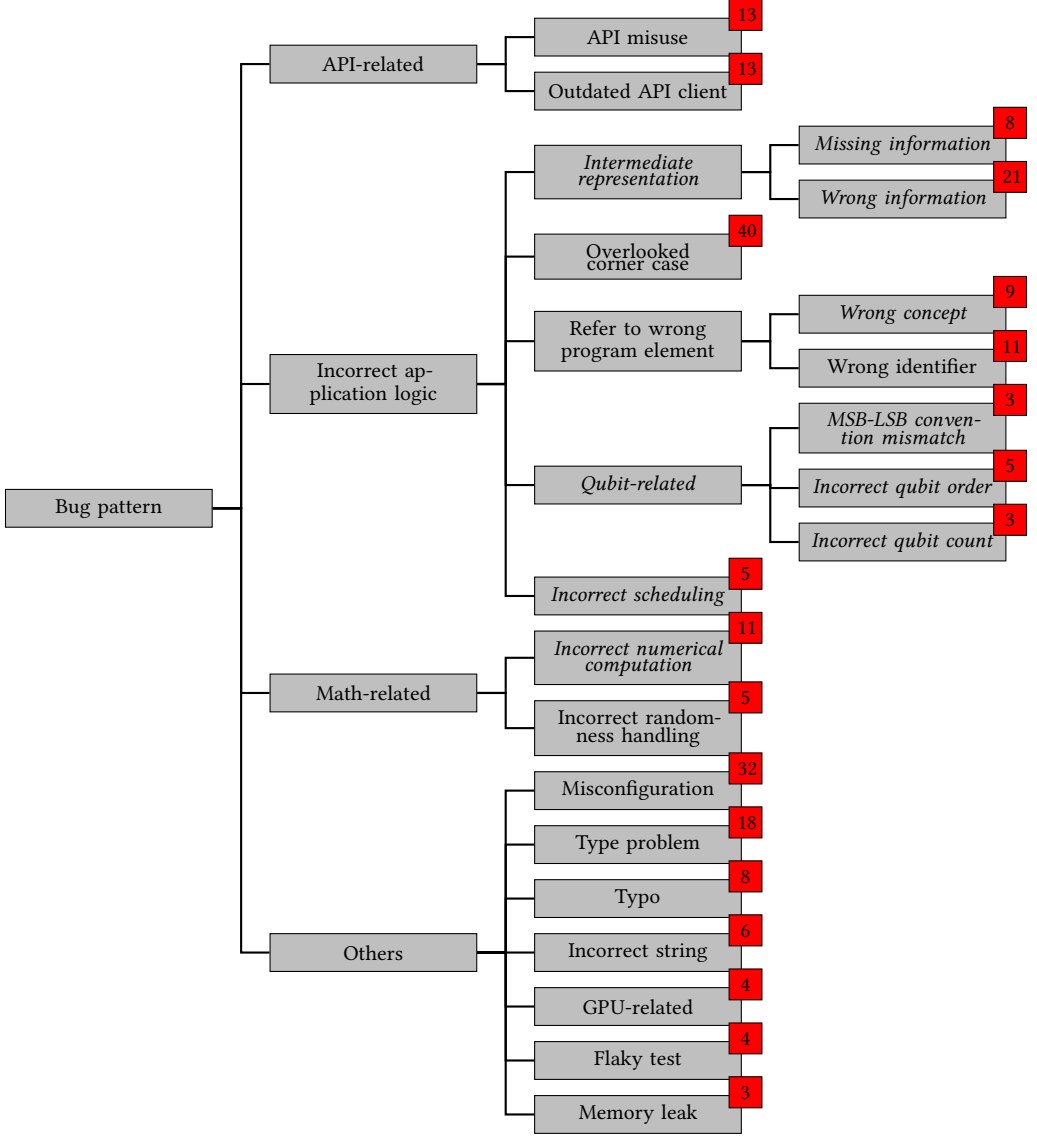 13
API misuse
API-related
13
Outdated API client
8
Missing information
Intermediate
representation
21
Wrong information
40
Overlooked
corner case
9
Wrong concept
Refer to wrong
program element
11
Wrong identifier
Incorrect ap-
plication logic
3
MSB-LSB conven-
tion mismatch
Qubit-related
5
Incorrect qubit order
Bug pattern
3
Incorrect qubit count
5
Incorrect scheduling
11
Incorrect numerical
computation
Math-related
5
Incorrect random-
ness handling
32
Misconfiguration
18
Type problem
8
Typo
6
Incorrect string
Others
4
GPU-related
4
Flaky test
3
Memory leak